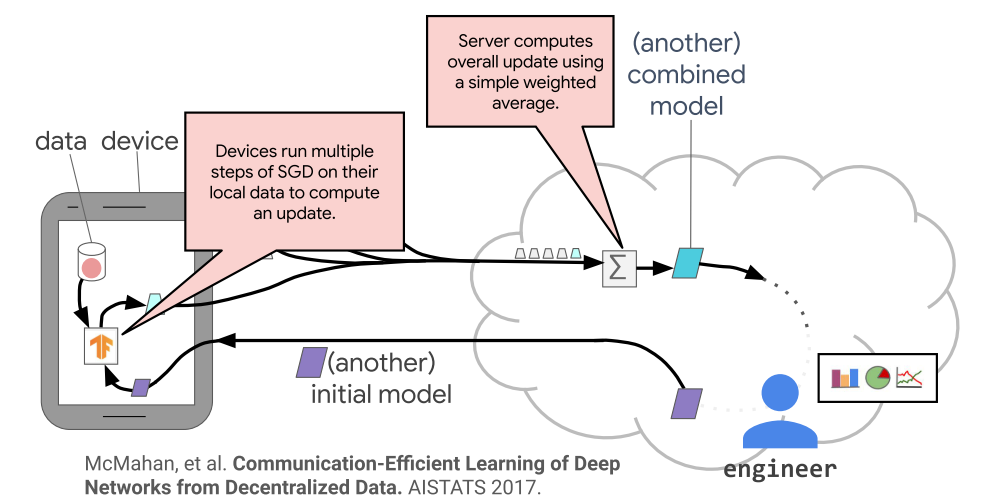 Server computes
overall update using
a simple weighted
average.
(another)
combined
model
data
device
Devices run multiple
steps of SGD on their
local data to compute
an update.
Σ
(another)
initial model
engineer
McMahan, et al. Communication-Efficient Learning of Deep
Networks from Decentralized Data. AISTATS 2017.